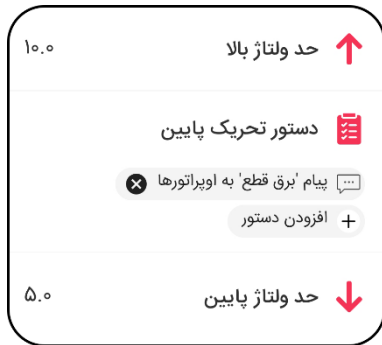 حد ولتاژ بالا ۱۰.۰
دستور تحریک پایین
پیام 'برق قطع' به اوپراتورها
افزودن دستور
حد ولتاژ پایین ۵.۰